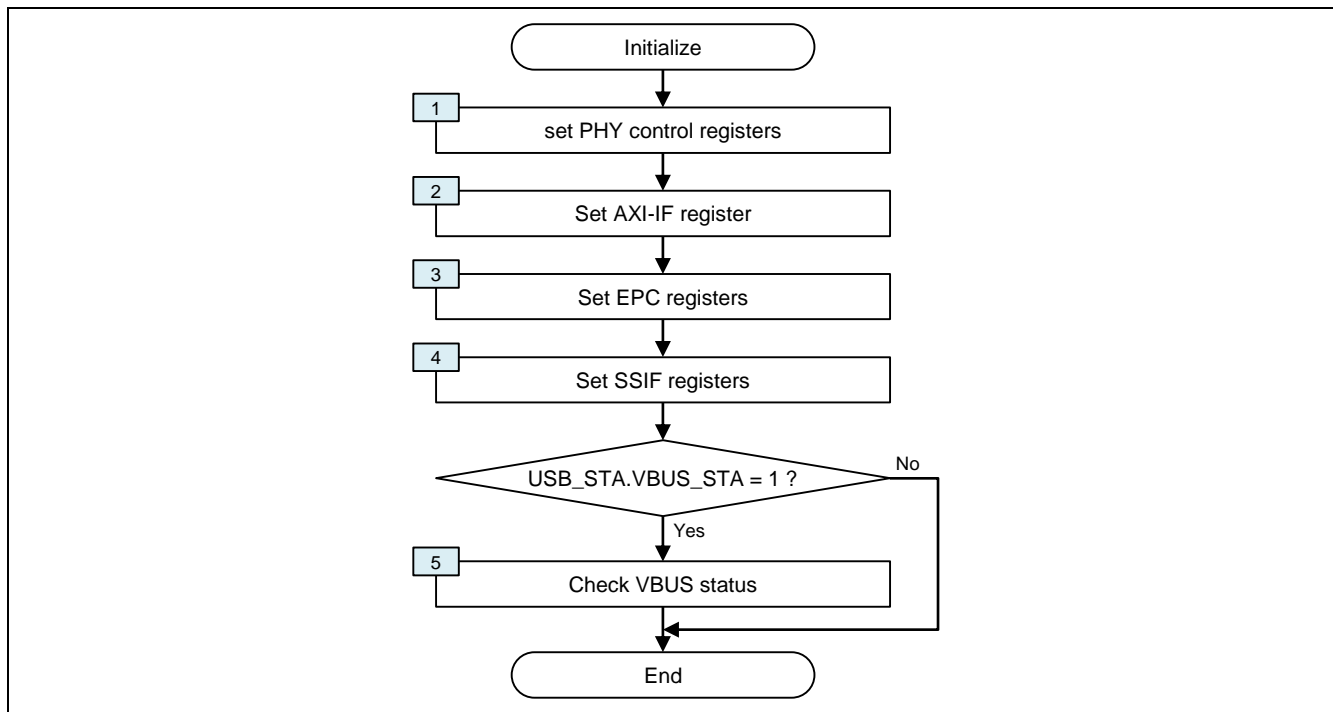 Initialize
1
set PHY control registers
2
Set AXI-IF register
3
Set EPC registers
4
Set SSIF registers
USB_STA.VBUS_STA = 1 ?
No
Yes
5
Check VBUS status
End